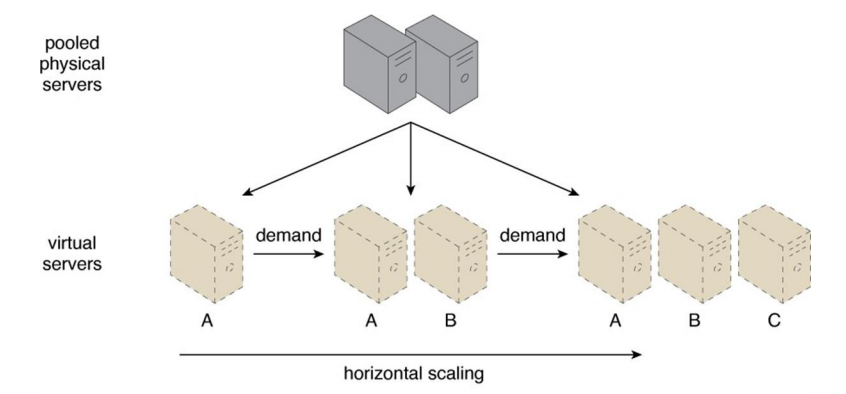 pooled
physical
servers
virtual
servers
demand
demand
A
A
B
A
B
C
horizontal scaling